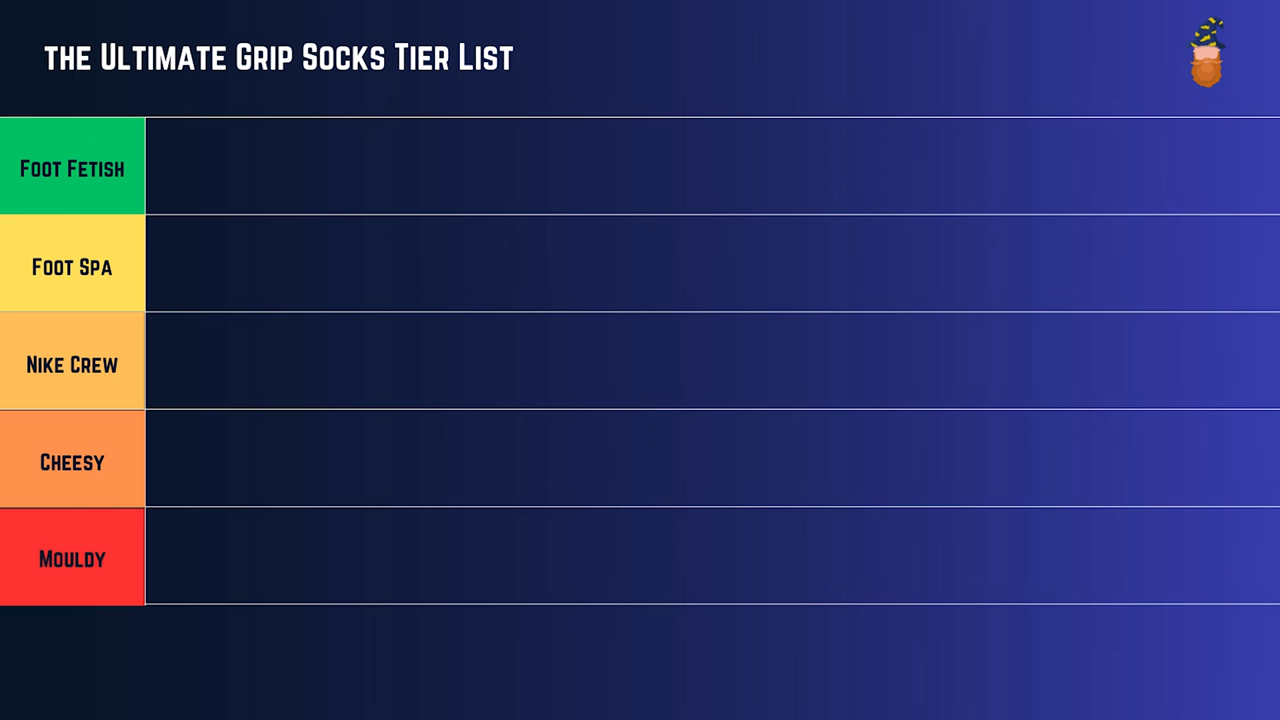 the Ultimate Grip Socks Tier List
Foot Fetish
Foot Spa
Nike Crew
Cheesy
Mouldy